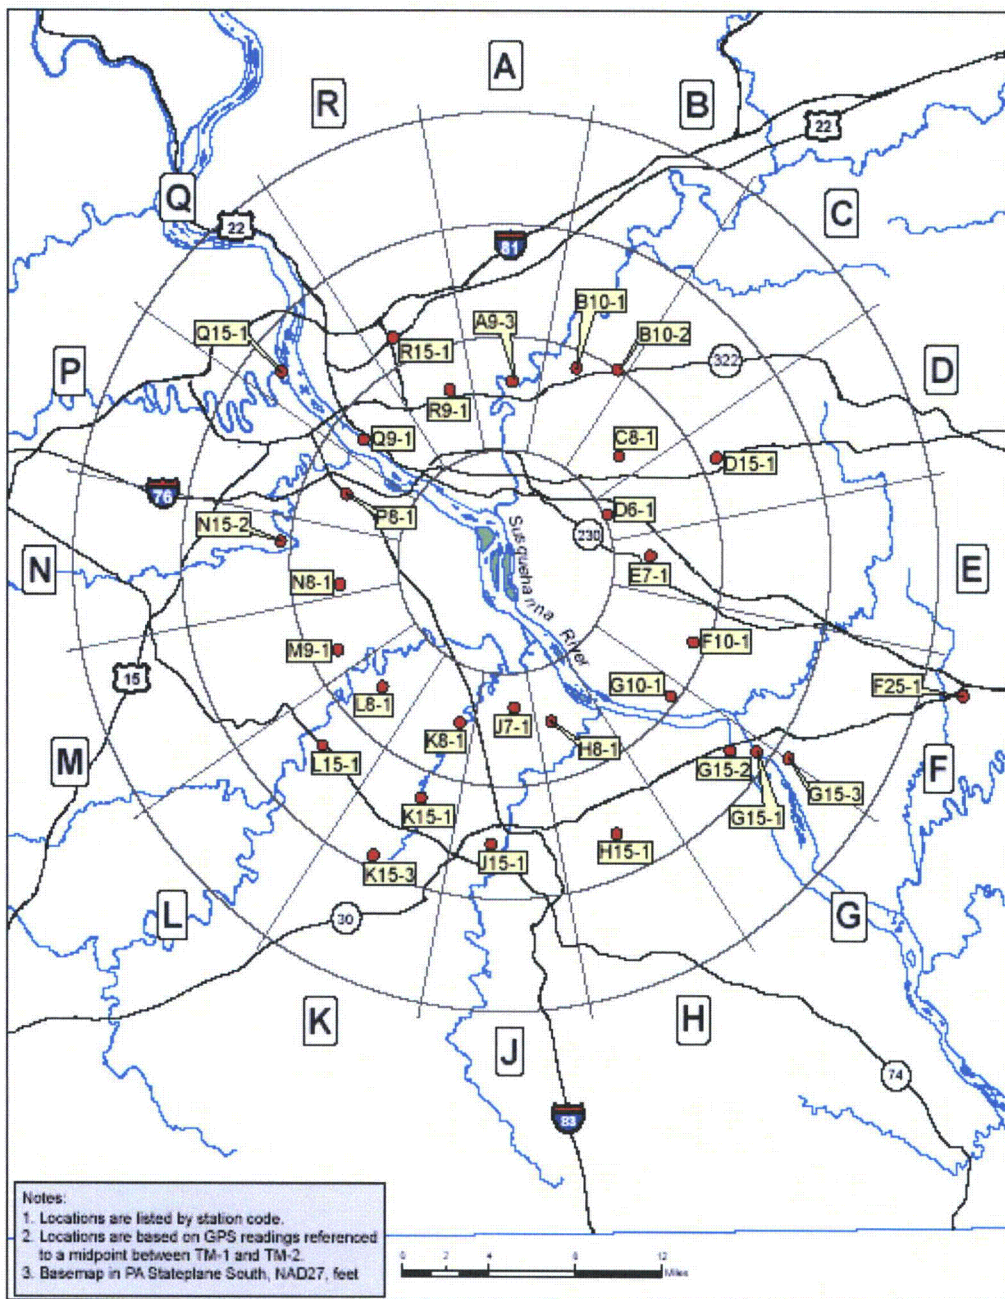 A
R
B
22
Q
C
22
81
B10-1
A9-3
Q15-1
B10-2
R15-1
322
P
D
R9-1
Q9-1
C8-1
D15-1
76
P8-1
D6-1
N15-2
230
Susquehanna River
N
E
N8-1
E7-1
M9-1
F10-1
15
F25-1
L8-1
G10-1
K8-1
J7-1
H8-1
M
L15-1
G15-2
F
G15-3
K15-1
G15-1
H15-1
J15-1
K15-3
L
30
G
K
H
J
74
83
Notes:
1. Locations are listed by station code.
2. Locations are based on GPS readings referenced
to a midpoint between TM-1 and TM-2.
3. Basemap in PA Stateplane South, NAD27, feet
0 2 4 8 12
Miles